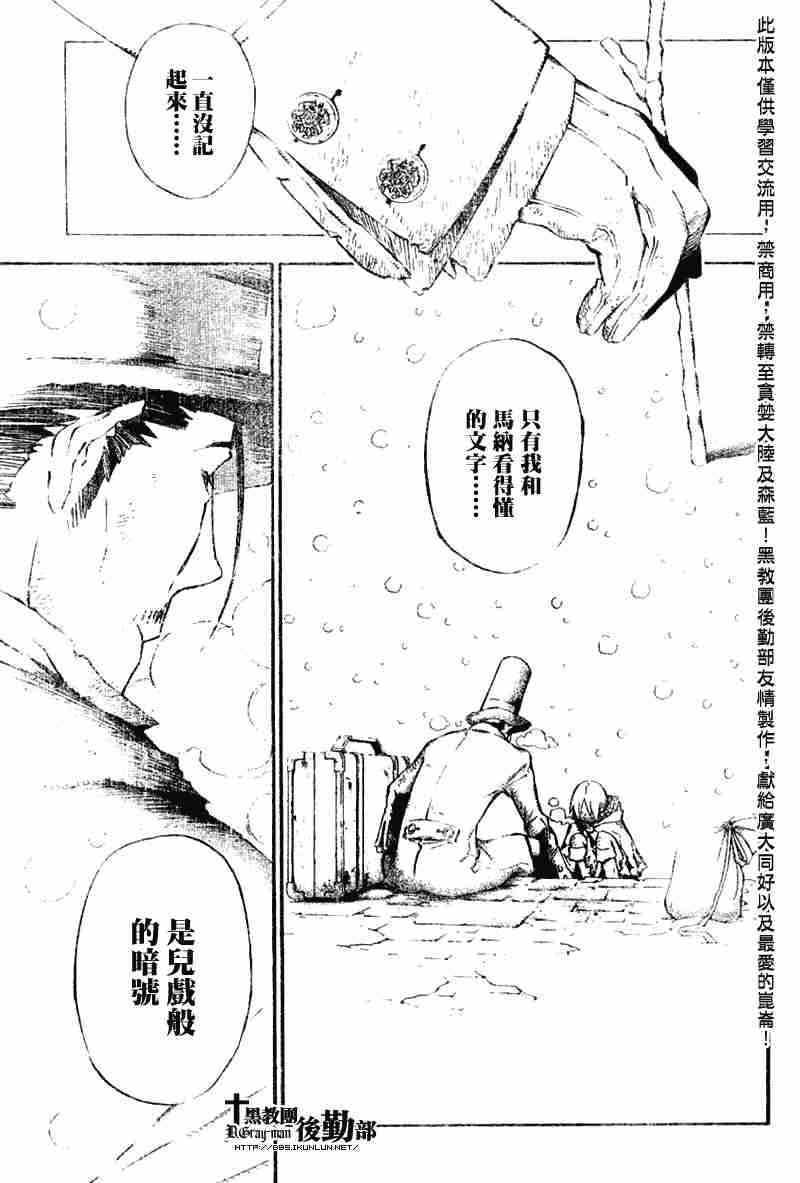 一直沒記
起來……
只有我和
馬納看得懂
的文字……
是兒戲般
的暗號
此版本僅供學習交流用！禁商用！禁轉至貪婪大陸及森藍！黑教團後勤部友情製作！獻給廣大同好以及最愛的崑崙！
黑教團
D.Gray-man
後勤部
HTTP://BBS.IKUNLUN.NET/